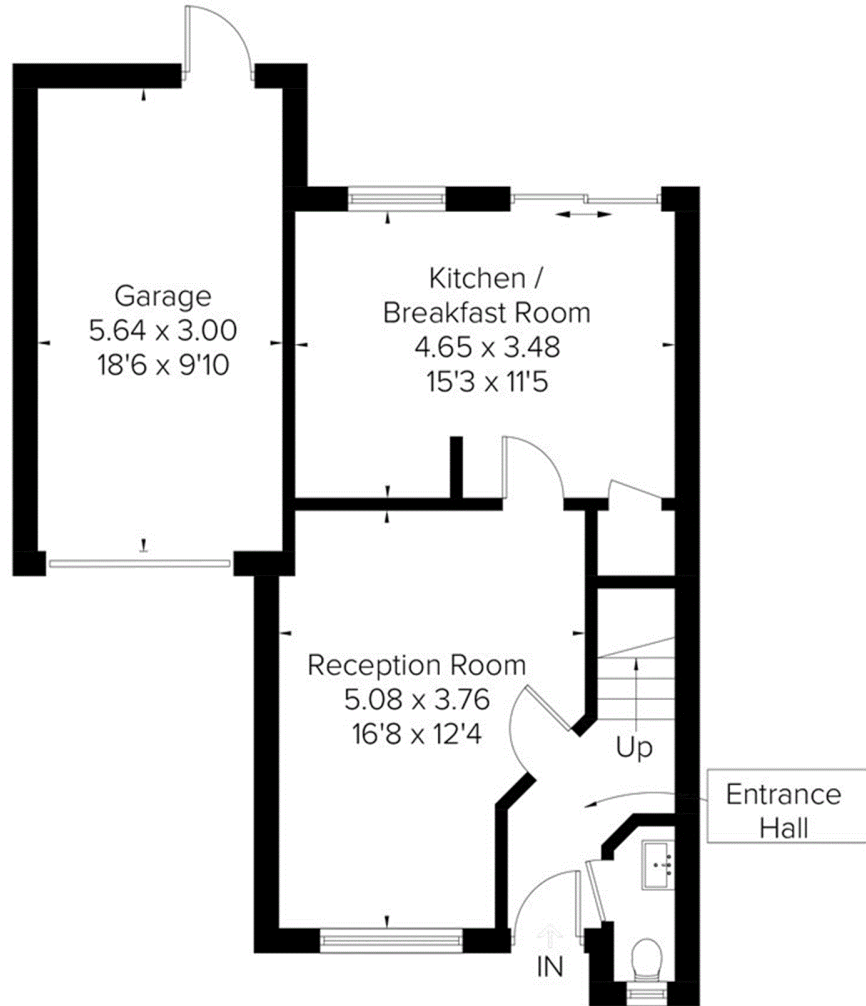 Garage
5.64 x 3.00
18'6 x 9'10
Kitchen /
Breakfast Room
4.65 x 3.48
15'3 x 11'5
Reception Room
5.08 x 3.76
16'8 x 12'4
Up
Entrance
Hall
IN